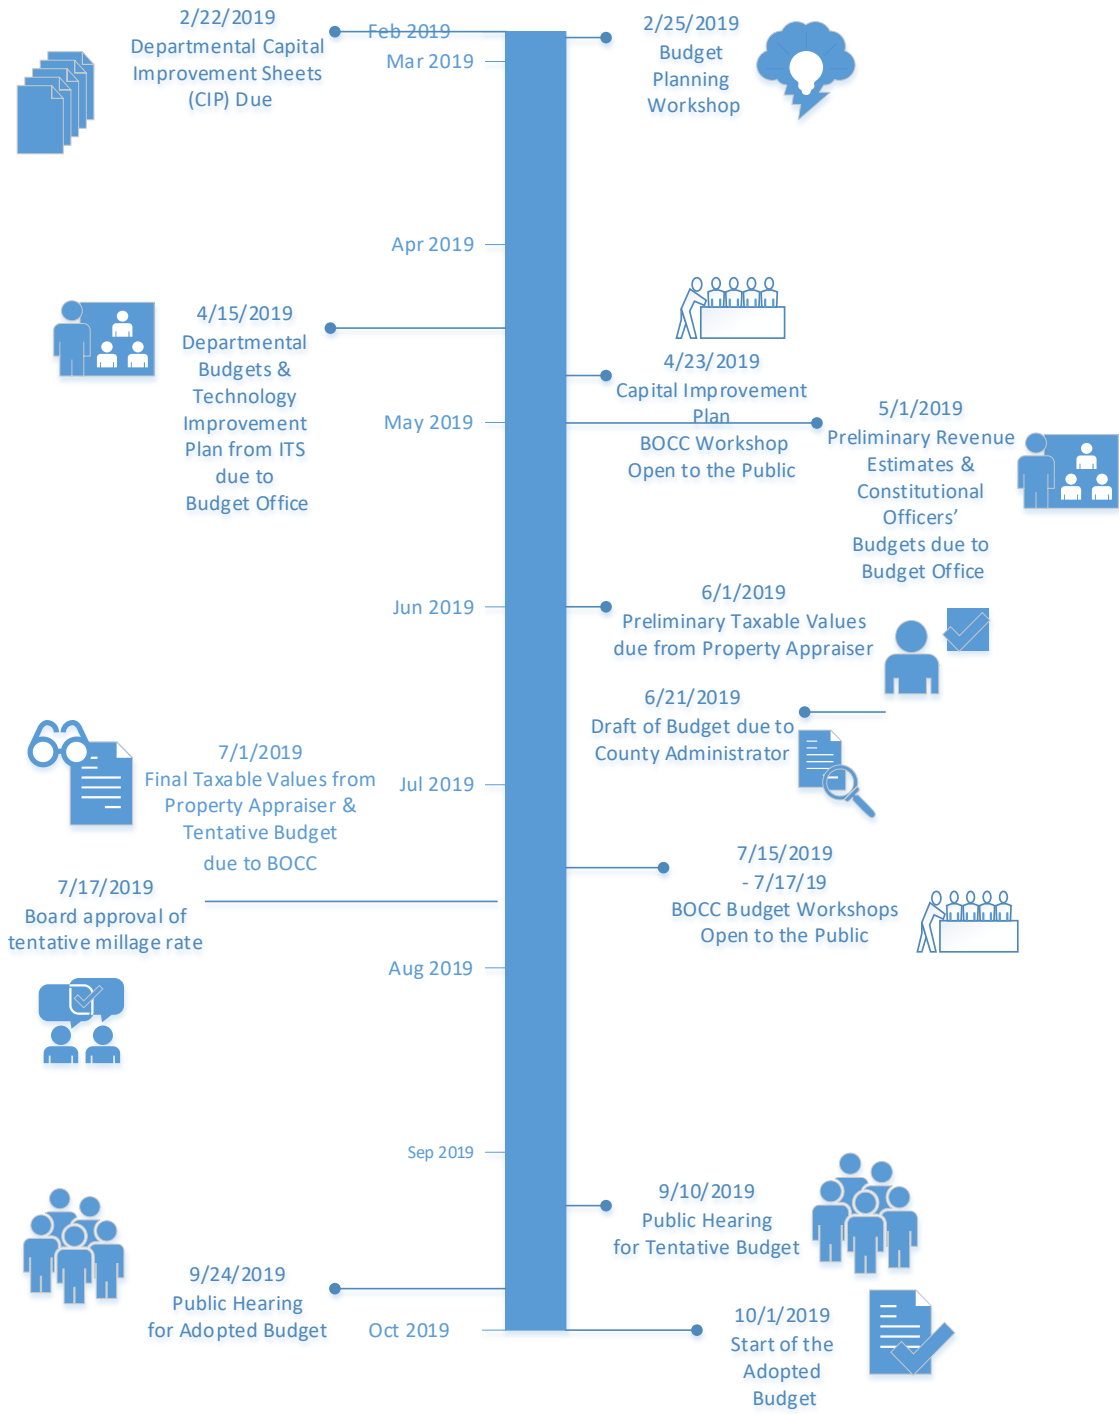 2/22/2019
Departmental Capital
Improvement Sheets
(CIP) Due
Feb 2019
Mar 2019
2/25/2019
Budget
Planning
Workshop
Apr 2019
4/15/2019
Departmental
Budgets &
Technology
Improvement
Plan from ITS
due to
Budget Office
4/23/2019
Capital Improvement
Plan
BOCC Workshop
Open to the Public
May 2019
5/1/2019
Preliminary Revenue
Estimates &
Constitutional
Officers’
Budgets due to
Budget Office
Jun 2019
6/1/2019
Preliminary Taxable Values
due from Property Appraiser
6/21/2019
Draft of Budget due to
County Administrator
7/1/2019
Final Taxable Values from
Property Appraiser &
Tentative Budget
due to BOCC
Jul 2019
7/15/2019
- 7/17/19
BOCC Budget Workshops
Open to the Public
7/17/2019
Board approval of
tentative millage rate
Aug 2019
Sep 2019
9/10/2019
Public Hearing
for Tentative Budget
9/24/2019
Public Hearing
for Adopted Budget
Oct 2019
10/1/2019
Start of the
Adopted
Budget